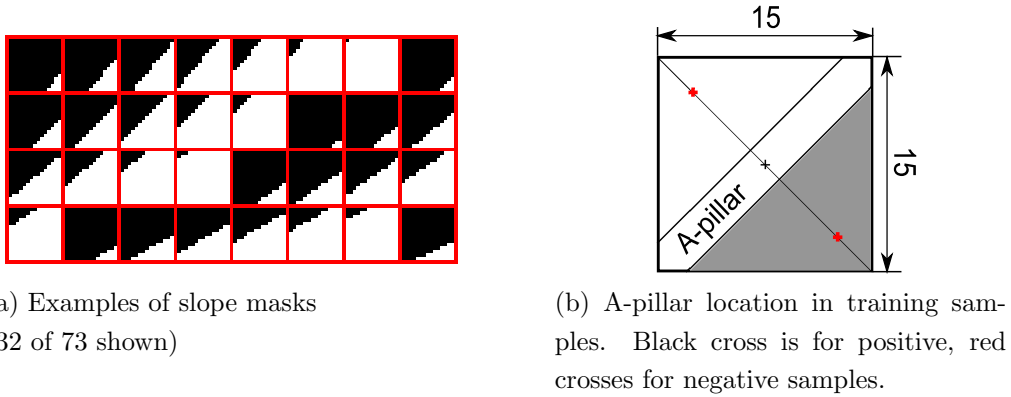 15
15
A-pillar
a) Examples of slope masks
32 of 73 shown)
(b) A-pillar location in training sam-
ples. Black cross is for positive, red
crosses for negative samples.